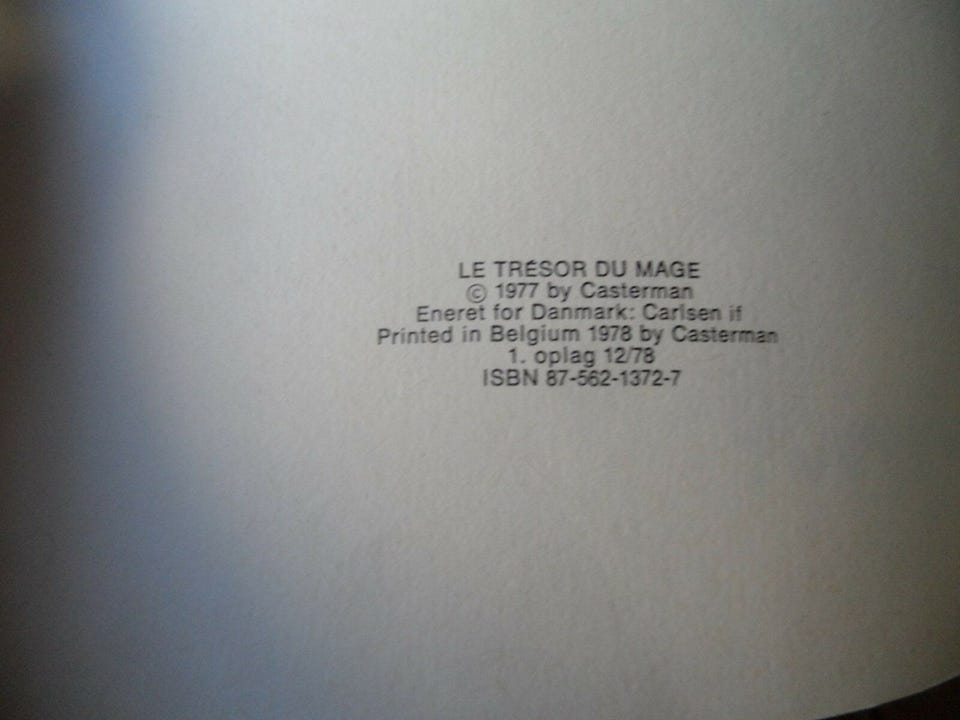 LE TRÉSOR DU MAGE
© 1977 by Casterman
Eneret for Danmark: Carlsen if
Printed in Belgium 1978 by Casterman
1. oplag 12/78
ISBN 87-562-1372-7